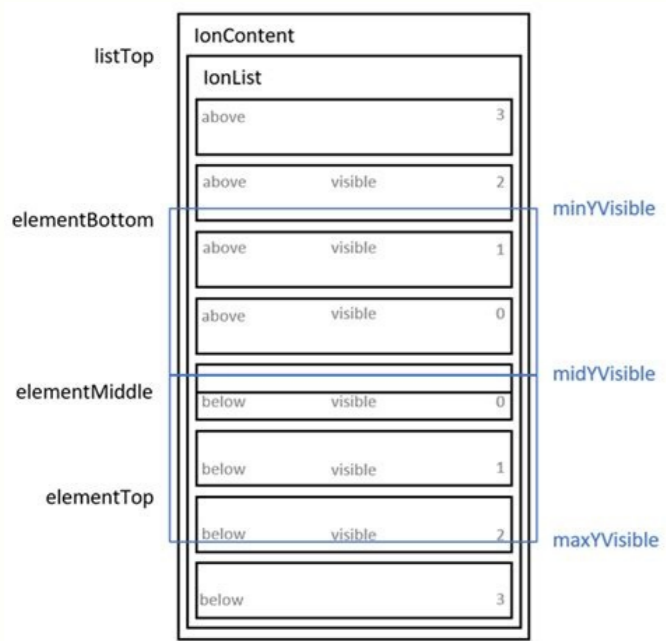 IonContent
listTop
IonList
above 3
above visible 2
minYVisible
elementBottom
above visible 1
above visible 0
midYVisible
elementMiddle
below visible 0
below visible 1
elementTop
below visible 2
maxYVisible
below 3